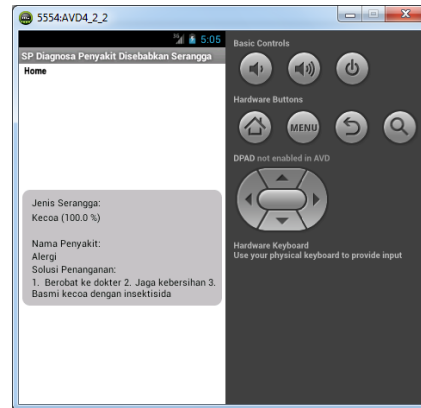 5554:AVD4_2_2
3G 5:05
SP Diagnosa Penyakit Disebabkan Serangga
Home
Jenis Serangga:
Kecoa (100.0 %)
Nama Penyakit:
Alergi
Solusi Penanganan:
1. Berobat ke dokter 2. Jaga kebersihan 3.
Basmi kecoa dengan insektisida
Basic Controls
Hardware Buttons
MENU
DPAD not enabled in AVD
Hardware Keyboard
Use your physical keyboard to provide input